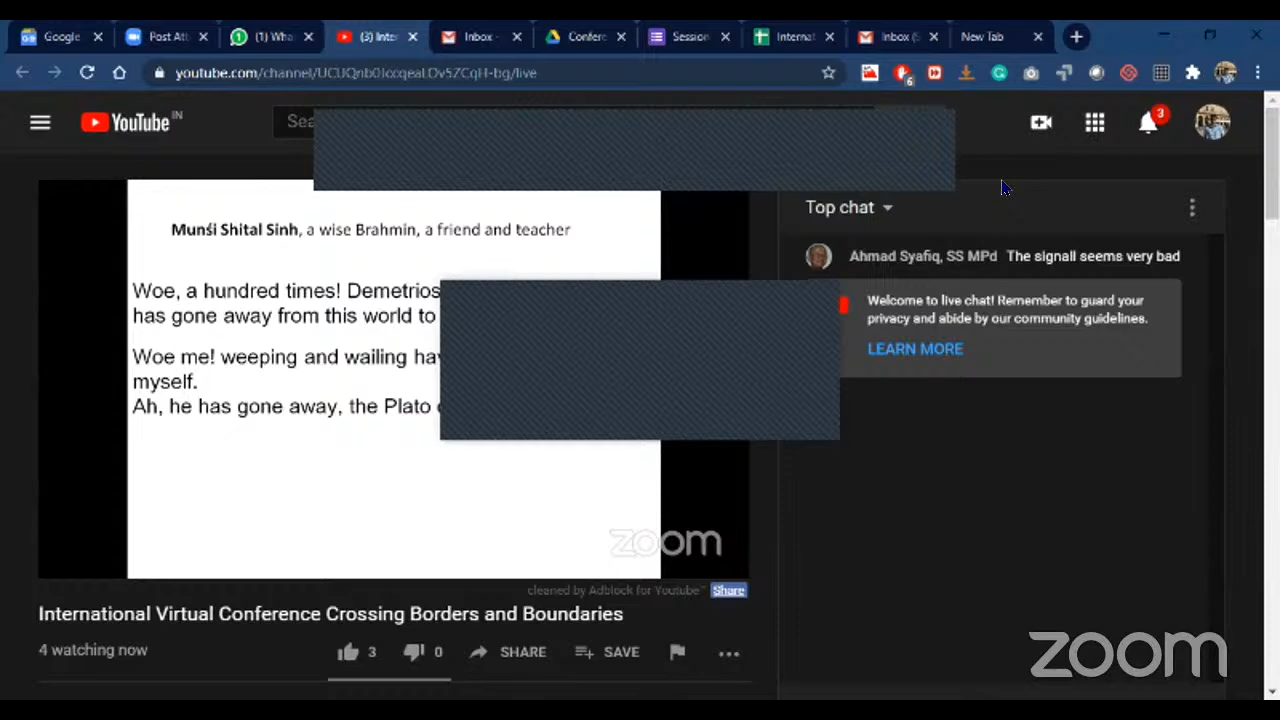 Google
Post Att
(1) Wha
(3) Inter
Inbox -
Confere
Session
Internat
Inbox (
New Tab
youtube.com/channel/
/live
6
YouTube IN
Sea
3
Munśi Shital Sinh, a wise Brahmin, a friend and teacher
Woe, a hundred times! Demetrios
has gone away from this world to
Woe me! weeping and wailing hav
myself.
Ah, he has gone away, the Plato
zoom
cleaned by Adblock for Youtube™ Share
Top chat
Ahmad Syafiq, SS MPd The signall seems very bad
Welcome to live chat! Remember to guard your
privacy and abide by our community guidelines.
LEARN MORE
International Virtual Conference Crossing Borders and Boundaries
4 watching now
3
0
SHARE
SAVE
zoom